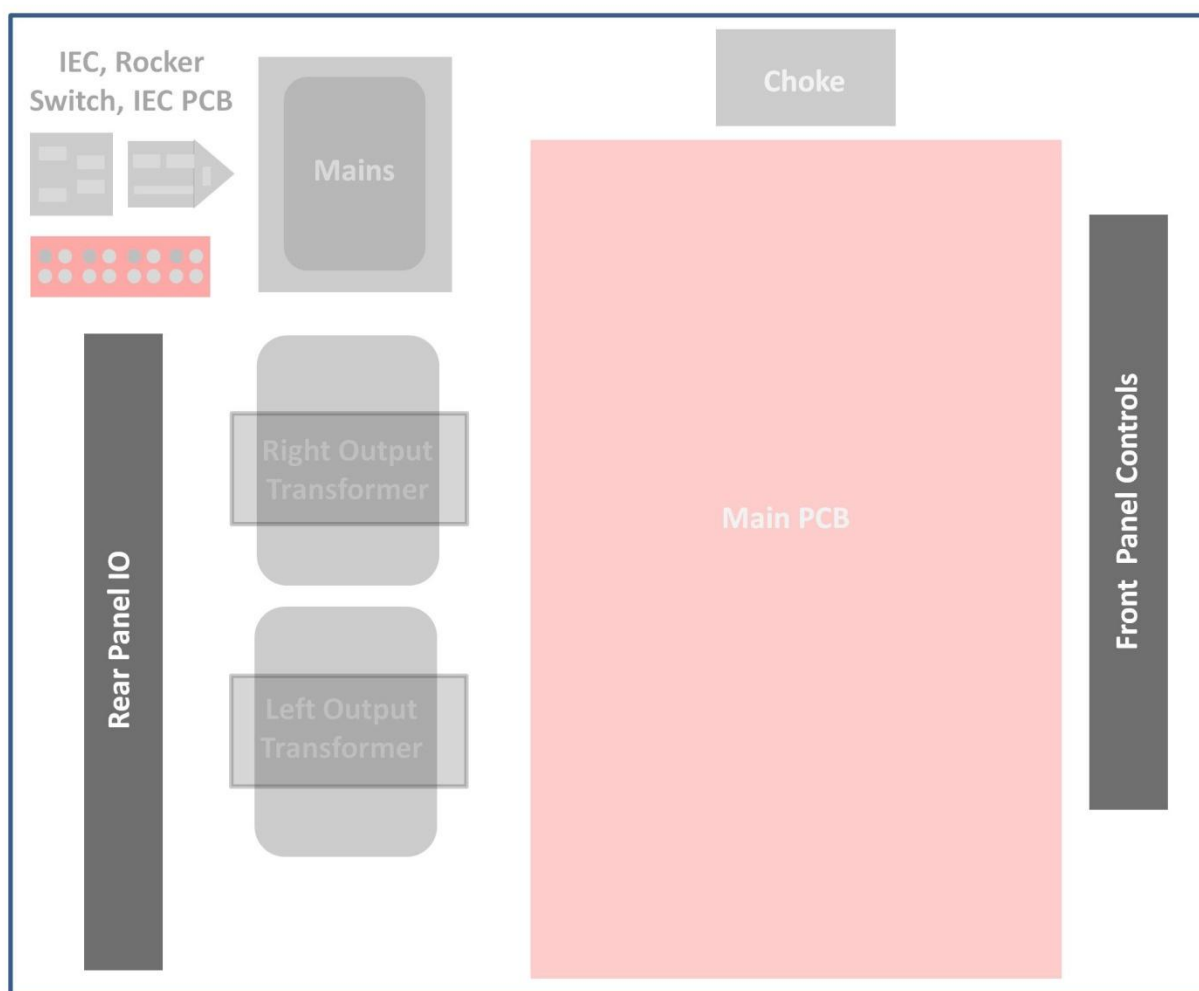 IEC, Rocker
Switch, IEC PCB
Mains
Choke
Right Output
Transformer
Left Output
Transformer
Rear Panel IO
Main PCB
Front Panel Controls